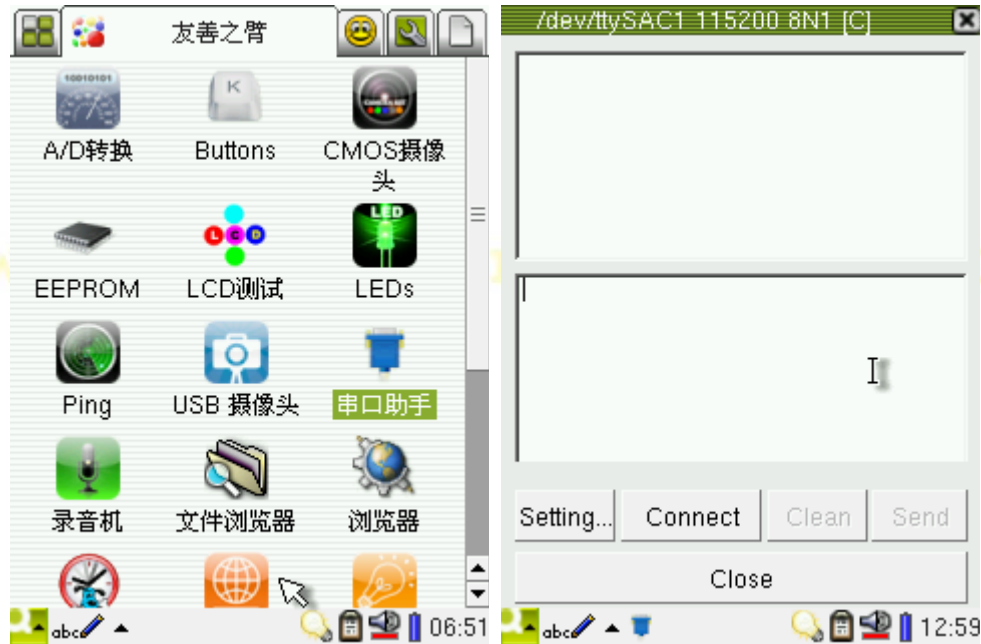 友善之臂
10010101
A/D转换
K
Buttons
CMOS摄像
头
EEPROM
L C D
LCD测试
LED
LEDs
Ping
USB 摄像头
串口助手
录音机
文件浏览器
浏览器
abc
06:51
/dev/ttySAC1 115200 8N1 [C]
Setting...
Connect
Clean
Send
Close
abc
12:59